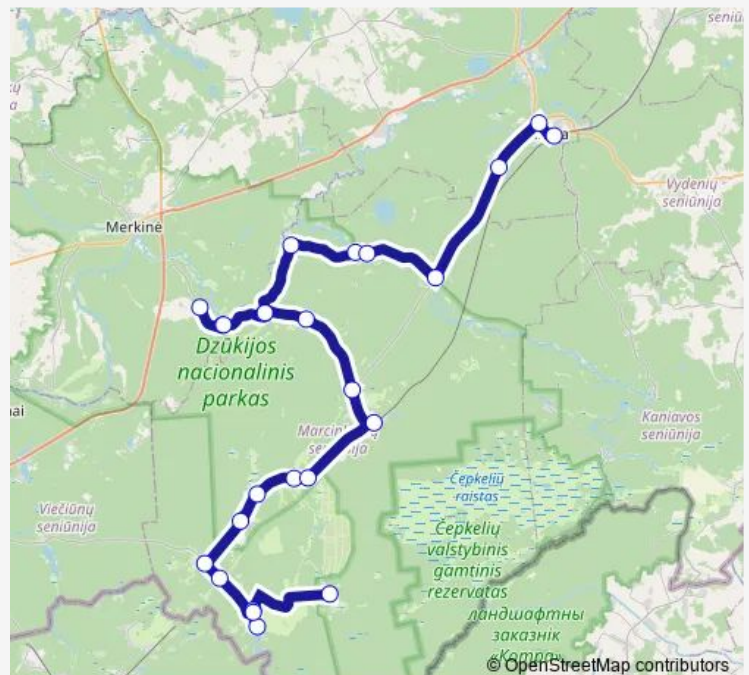 seniū
Merkinė
Vydenių
seniūnija
Dzūkijos
nacionalinis
parkas
Kaniavos
seniūnija
Čepkelių
raistas
Viečiūnų
seniūnija
Čepkelių
valstybinis
gamtinis
rezervatas
ландшафтны
заказнік
«Котра»
© OpenStreetMap contributors